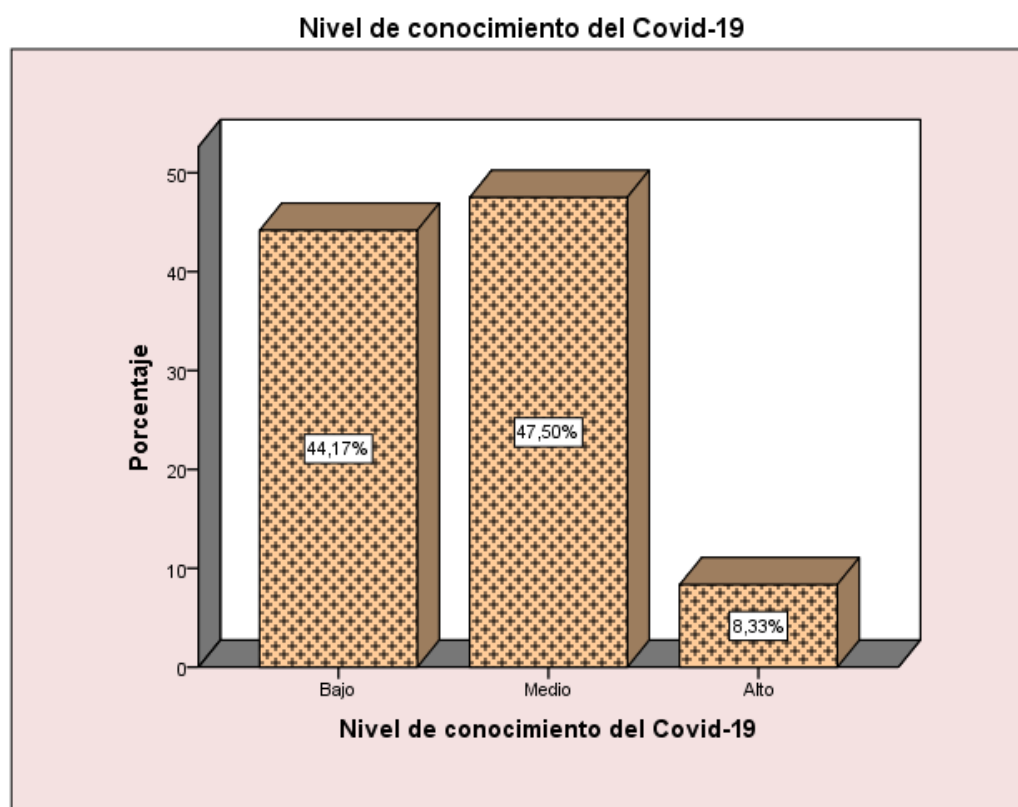 Nivel de conocimiento del Covid-19
Porcentaje
50
40
30
20
10
0
44,17%
47,50%
8,33%
Bajo
Medio
Alto
Nivel de conocimiento del Covid-19